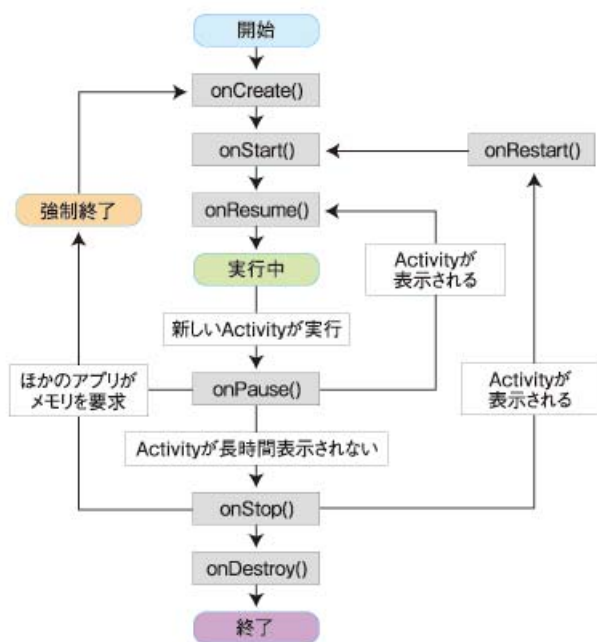 開始
onCreate()
onStart()
onRestart()
強制終了
onResume()
Activityが
表示される
実行中
新しいActivityが実行
ほかのアプリが
メモリを要求
onPause()
Activityが
表示される
Activityが長時間表示されない
onStop()
onDestroy()
終了